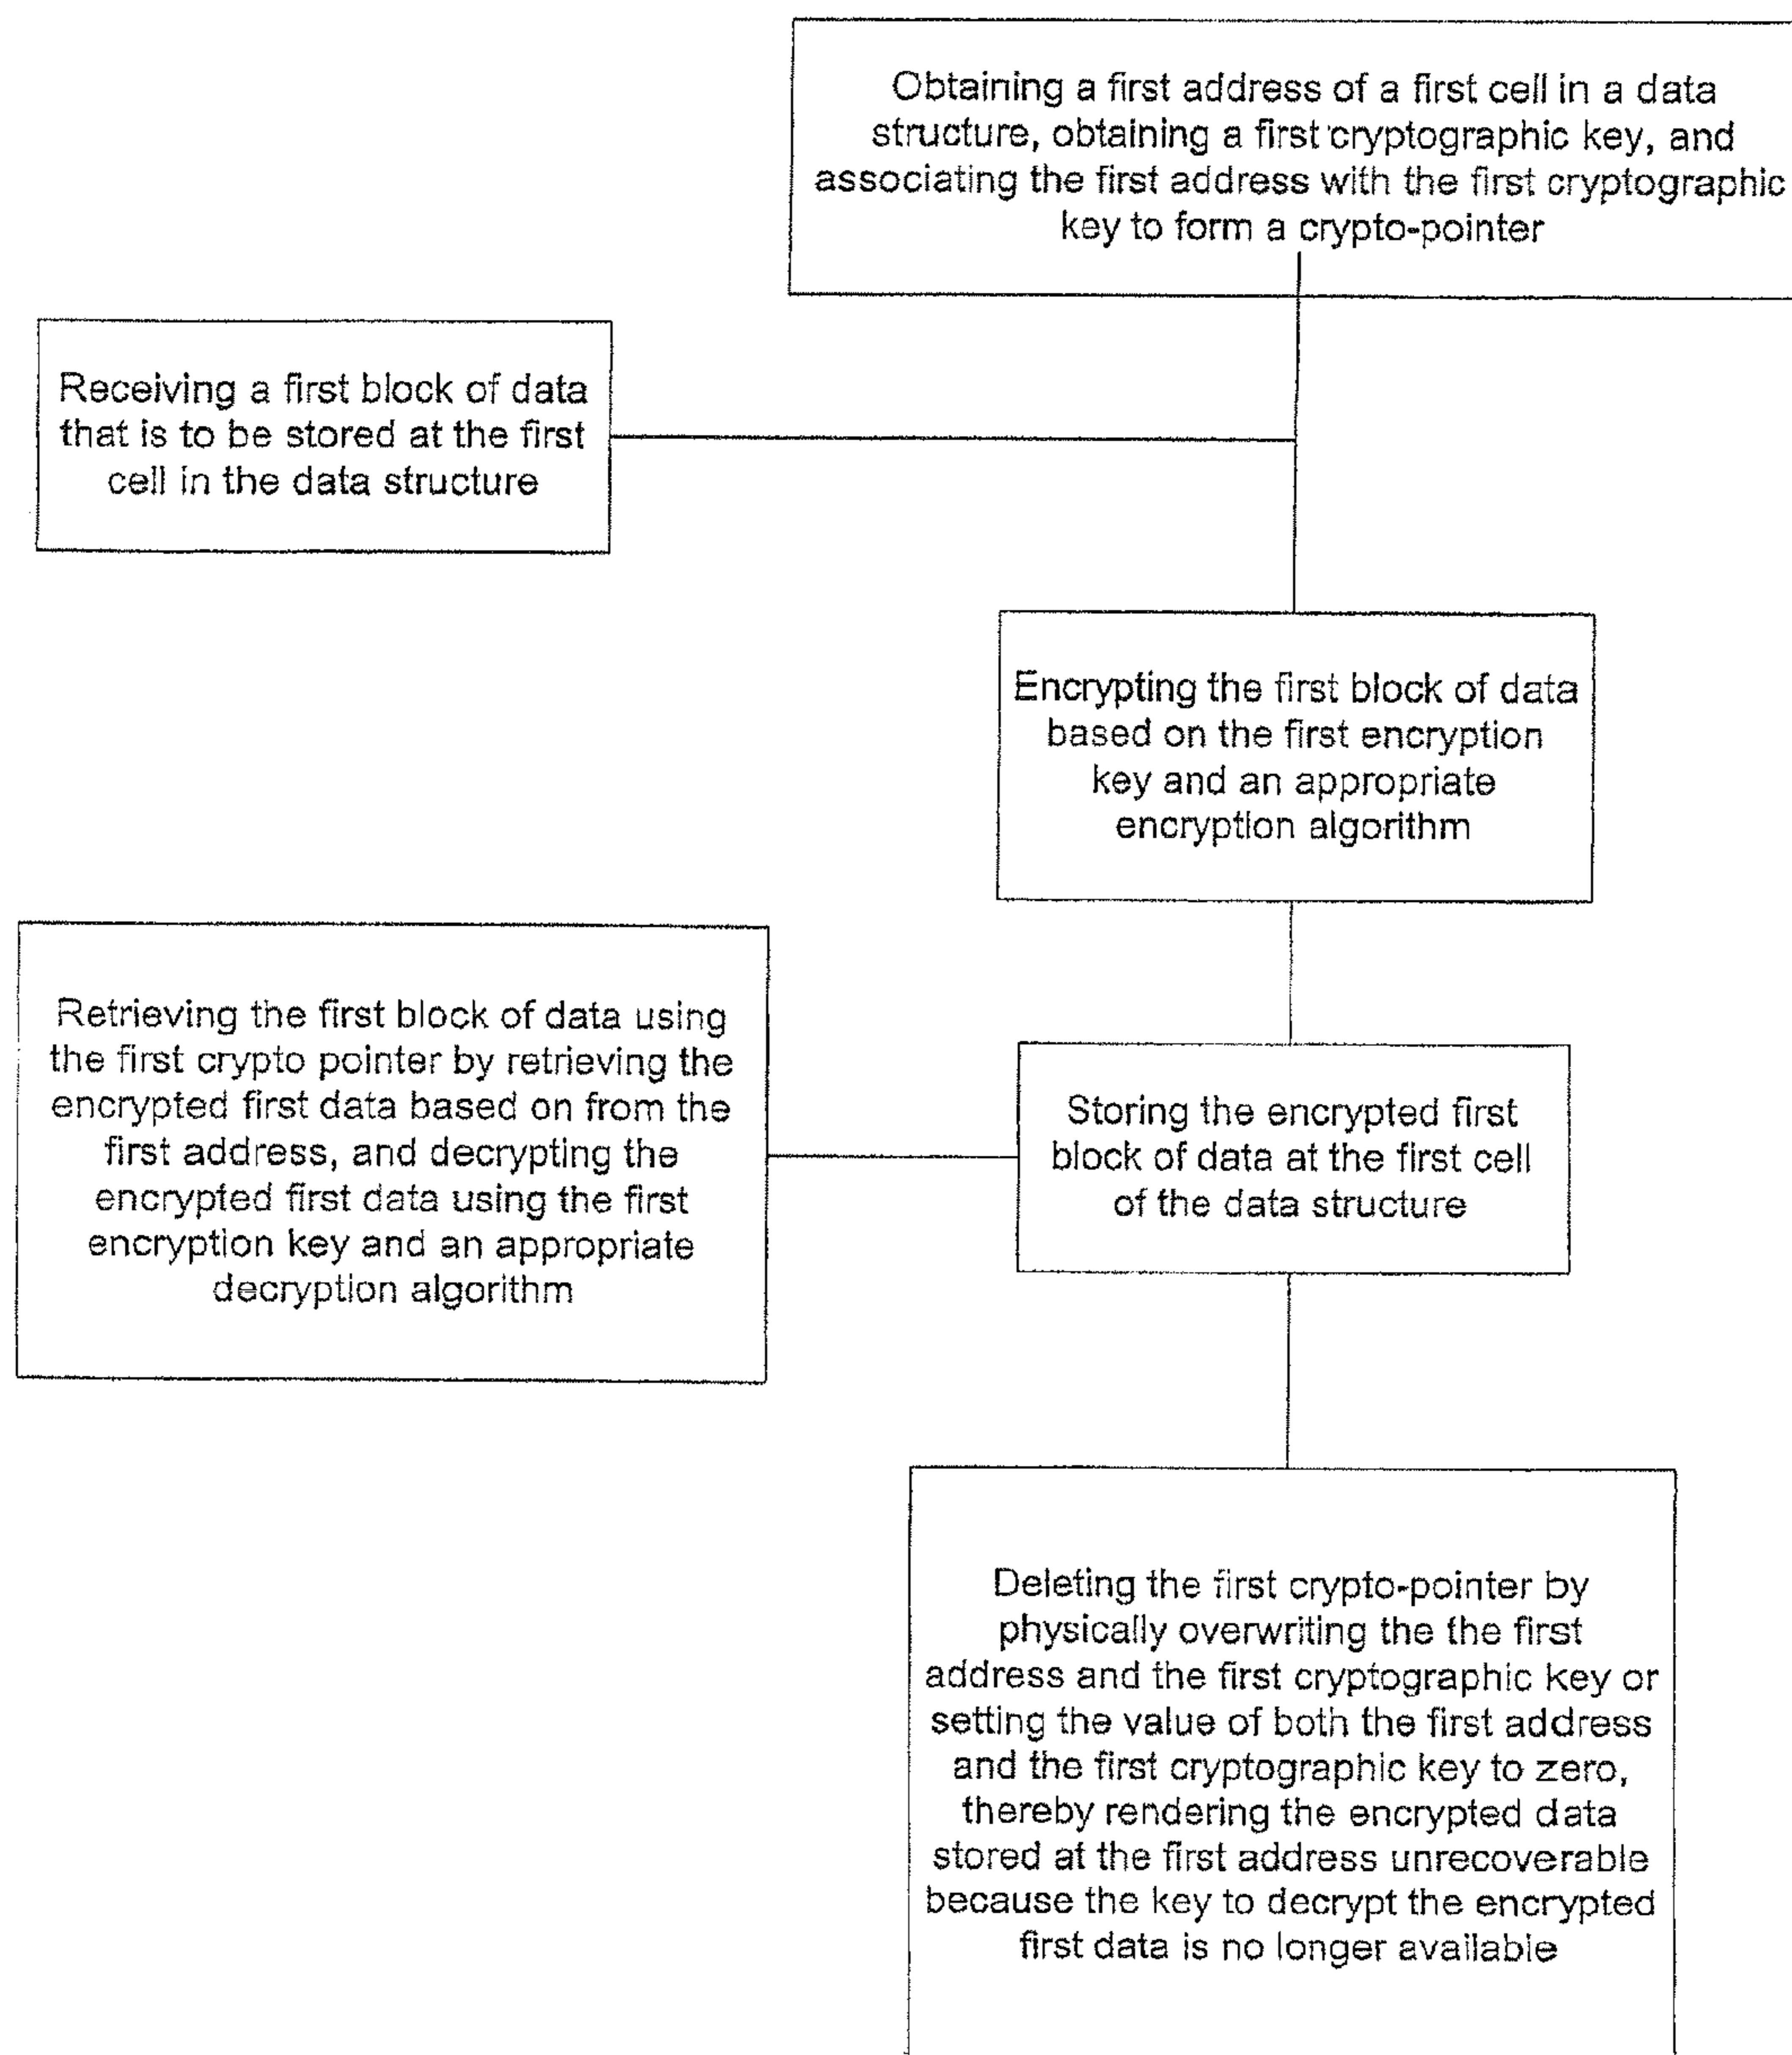 Obtaining a first address of a first cell in a data
structure, obtaining a first cryptographic key, and
associating the first address with the first cryptographic
key to form a crypto-pointer
Receiving a first block of data
that is to be stored at the first
cell in the data structure
Encrypting the first block of data
based on the first encryption
key and an appropriate
encryption algorithm
Retrieving the first block of data using
the first crypto pointer by retrieving the
encrypted first data based on from the
first address, and decrypting the
encrypted first data using the first
encryption key and an appropriate
decryption algorithm
Storing the encrypted first
block of data at the first cell
of the data structure
Deleting the first crypto-pointer by
physically overwriting the the first
address and the first cryptographic key or
setting the value of both the first address
and the first cryptographic key to zero,
thereby rendering the encrypted data
stored at the first address unrecoverable
because the key to decrypt the encrypted
first data is no longer available